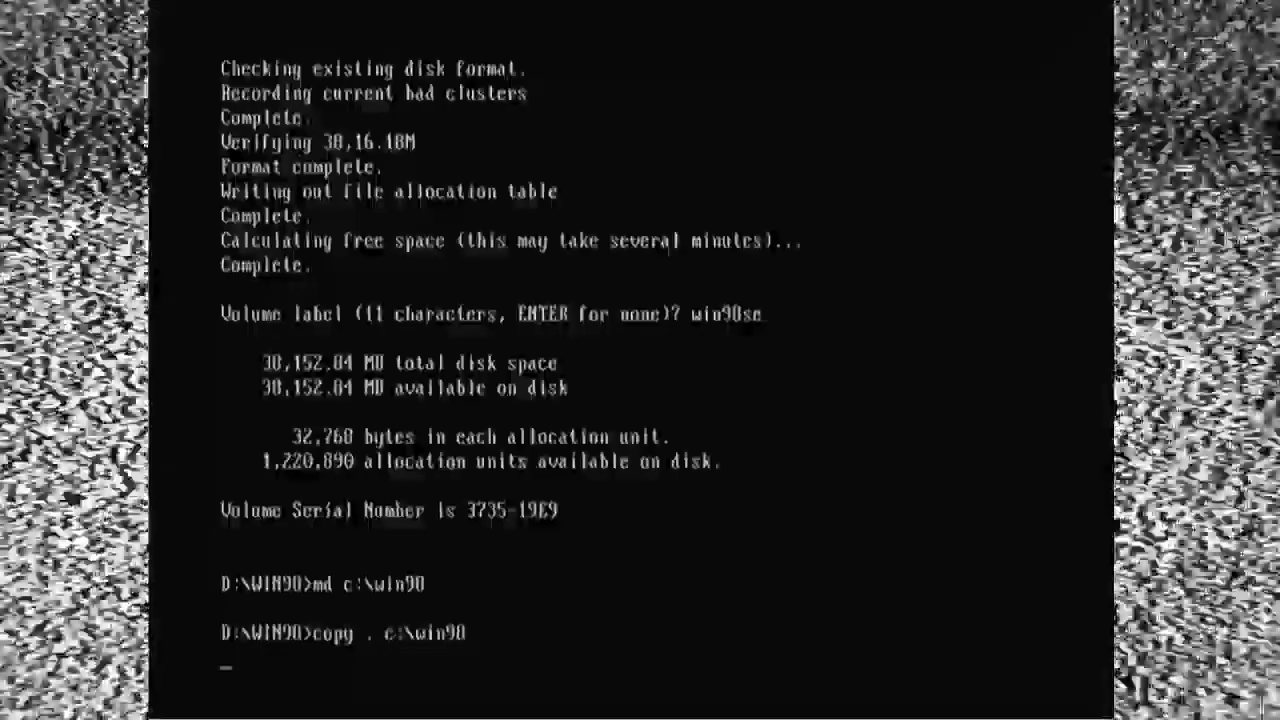 Checking existing disk format.
Recording current bad clusters
Complete.
Verifying 38,16.18M
Format complete.
Writing out file allocation table
Complete.
Calculating free space (this may take several minutes)...
Complete.
Volume label (11 characters, ENTER for none)? win98se
38,152.84 MB total disk space
38,152.84 MB available on disk
32,768 bytes in each allocation unit.
1,220,890 allocation units available on disk.
Volume Serial Number is 3735-19E9
D:\WIN98>md c:\win98
D:\WIN98>copy . c:\win98